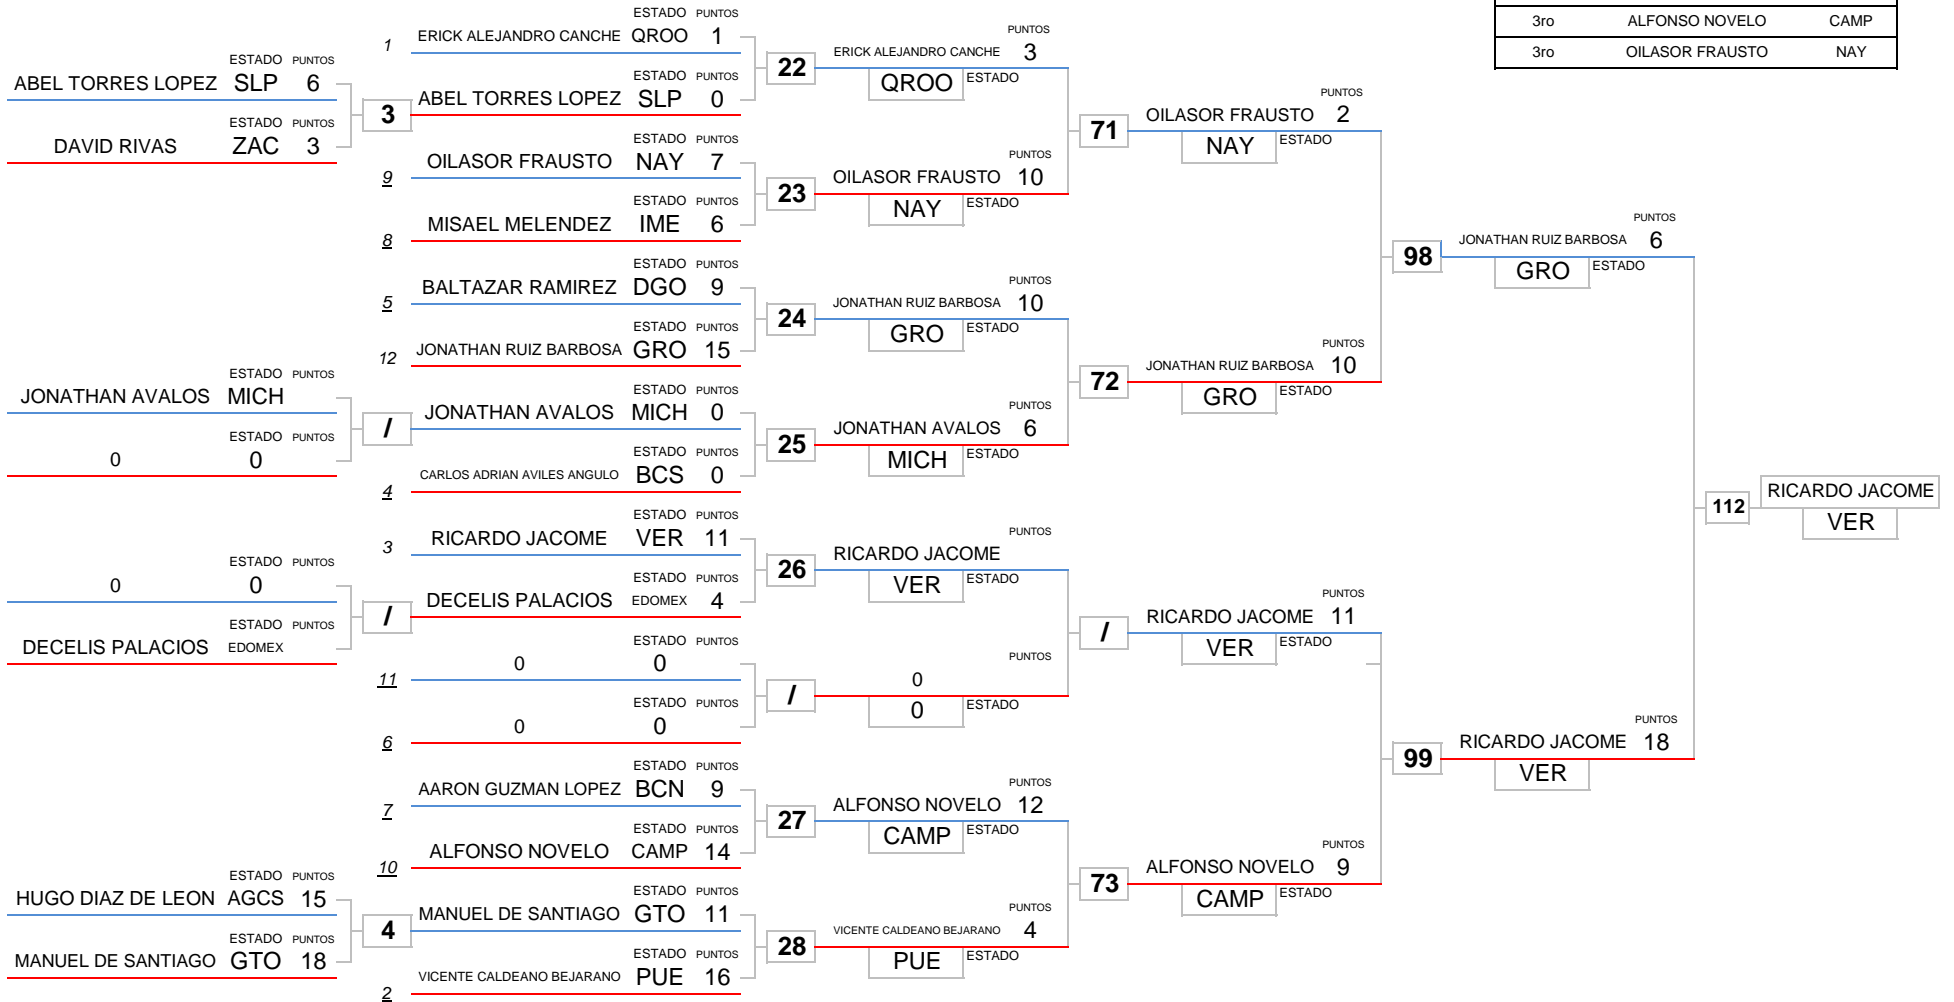 3ro ALFONSO NOVELO CAMP
3ro OILASOR FRAUSTO NAY
ESTADO PUNTOS
ABEL TORRES LOPEZ SLP 6
ESTADO PUNTOS
DAVID RIVAS ZAC 3
3
ESTADO PUNTOS
JONATHAN AVALOS MICH
ESTADO PUNTOS
0 0
/
ESTADO PUNTOS
0 0
ESTADO PUNTOS
DECELIS PALACIOS EDOMEX
/
ESTADO PUNTOS
HUGO DIAZ DE LEON AGCS 15
ESTADO PUNTOS
MANUEL DE SANTIAGO GTO 18
4
ESTADO PUNTOS
1 ERICK ALEJANDRO CANCHE QROO 1
ESTADO PUNTOS
ABEL TORRES LOPEZ SLP 0
22
ESTADO PUNTOS
9 OILASOR FRAUSTO NAY 7
ESTADO PUNTOS
8 MISAEL MELENDEZ IME 6
23
ESTADO PUNTOS
5 BALTAZAR RAMIREZ DGO 9
ESTADO PUNTOS
12 JONATHAN RUIZ BARBOSA GRO 15
24
ESTADO PUNTOS
JONATHAN AVALOS MICH 0
ESTADO PUNTOS
4 CARLOS ADRIAN AVILES ANGULO BCS 0
25
ESTADO PUNTOS
3 RICARDO JACOME VER 11
ESTADO PUNTOS
DECELIS PALACIOS EDOMEX 4
26
ESTADO PUNTOS
11 0 0
ESTADO PUNTOS
6 0 0
/
ESTADO PUNTOS
7 AARON GUZMAN LOPEZ BCN 9
ESTADO PUNTOS
10 ALFONSO NOVELO CAMP 14
27
ESTADO PUNTOS
MANUEL DE SANTIAGO GTO 11
ESTADO PUNTOS
2 VICENTE CALDEANO BEJARANO PUE 16
28
PUNTOS
ERICK ALEJANDRO CANCHE 3
QROO ESTADO
PUNTOS
OILASOR FRAUSTO 10
NAY ESTADO
71
PUNTOS
JONATHAN RUIZ BARBOSA 10
GRO ESTADO
PUNTOS
JONATHAN AVALOS 6
MICH ESTADO
72
PUNTOS
RICARDO JACOME
VER ESTADO
PUNTOS
0
0 ESTADO
/
PUNTOS
ALFONSO NOVELO 12
CAMP ESTADO
PUNTOS
VICENTE CALDEANO BEJARANO 4
PUE ESTADO
73
PUNTOS
OILASOR FRAUSTO 2
NAY ESTADO
PUNTOS
JONATHAN RUIZ BARBOSA 10
GRO ESTADO
98
PUNTOS
RICARDO JACOME 11
VER ESTADO
PUNTOS
ALFONSO NOVELO 9
CAMP ESTADO
99
PUNTOS
JONATHAN RUIZ BARBOSA 6
GRO ESTADO
PUNTOS
RICARDO JACOME 18
VER
112
RICARDO JACOME
VER